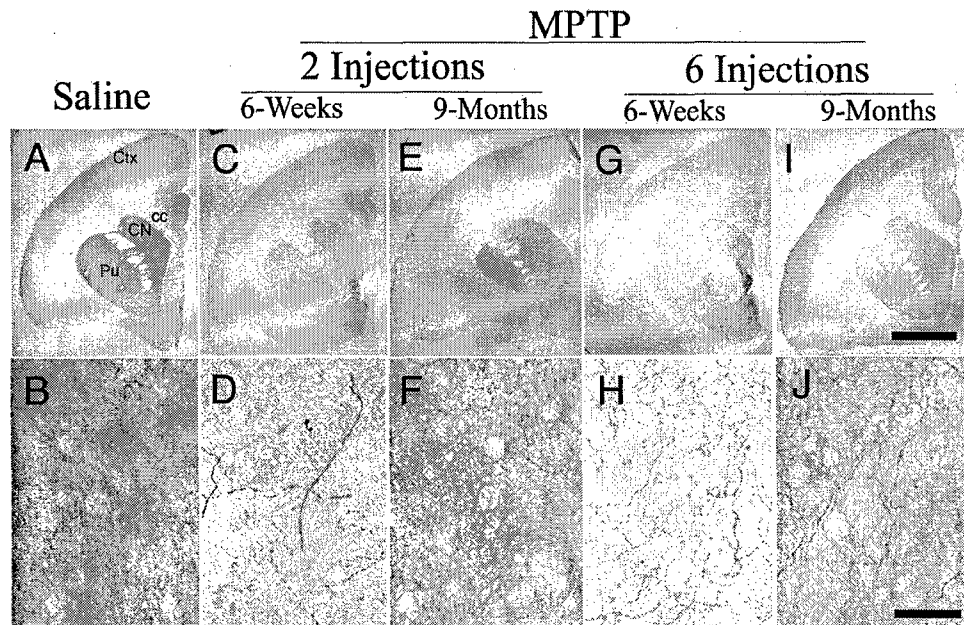 MPTP
2 Injections 6 Injections
Saline 6-Weeks 9-Months 6-Weeks 9-Months
A Ctx cc CN Pu C E G I
B D F H J